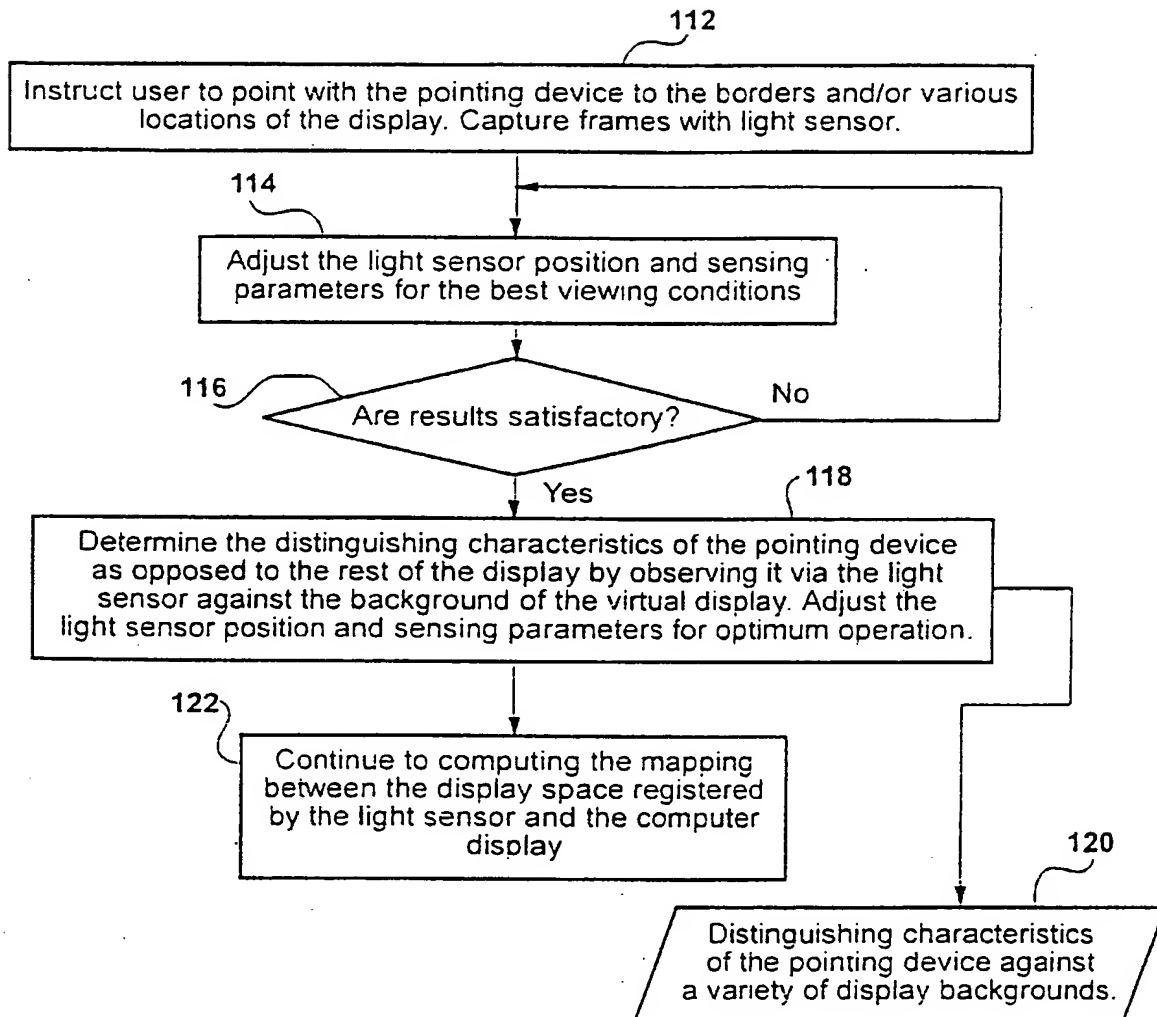 112
Instruct user to point with the pointing device to the borders and/or various
locations of the display. Capture frames with light sensor.
114
Adjust the light sensor position and sensing
parameters for the best viewing conditions
116
Are results satisfactory?
No
Yes
118
Determine the distinguishing characteristics of the pointing device
as opposed to the rest of the display by observing it via the light
sensor against the background of the virtual display. Adjust the
light sensor position and sensing parameters for optimum operation.
122
Continue to computing the mapping
between the display space registered
by the light sensor and the computer
display
120
Distinguishing characteristics
of the pointing device against
a variety of display backgrounds.